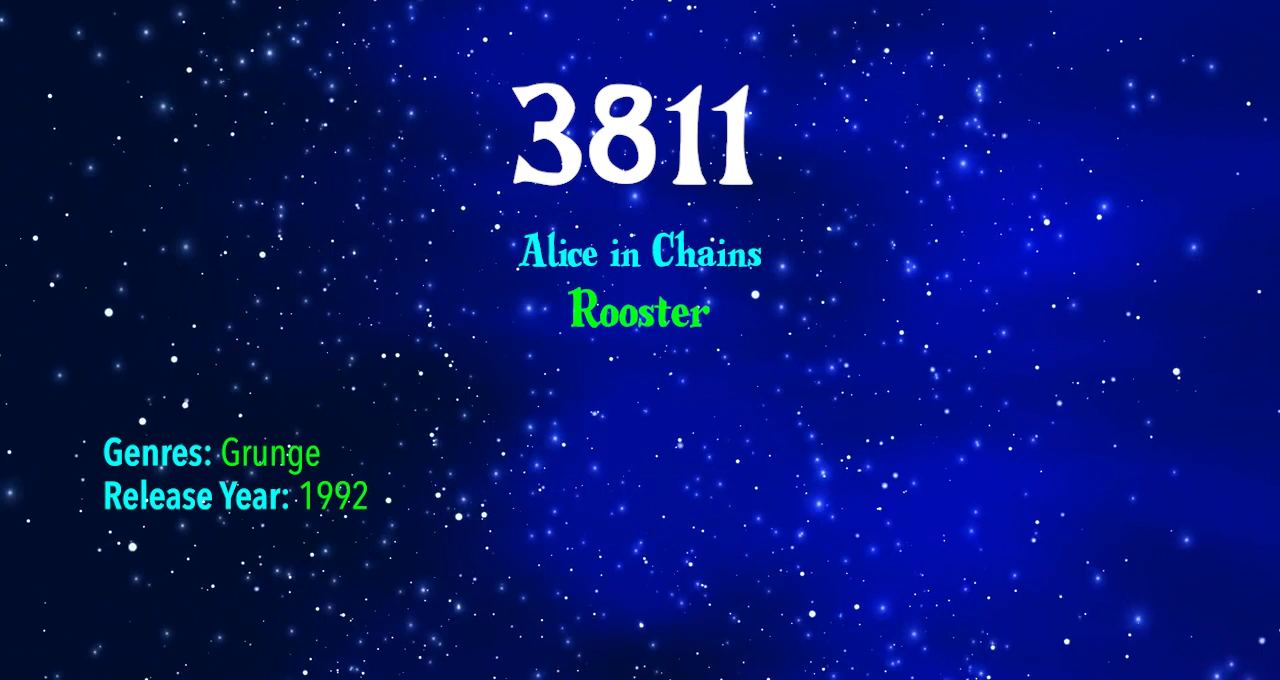 3811
Alice in Chains
Rooster
Genres: Grunge
Release Year: 1992